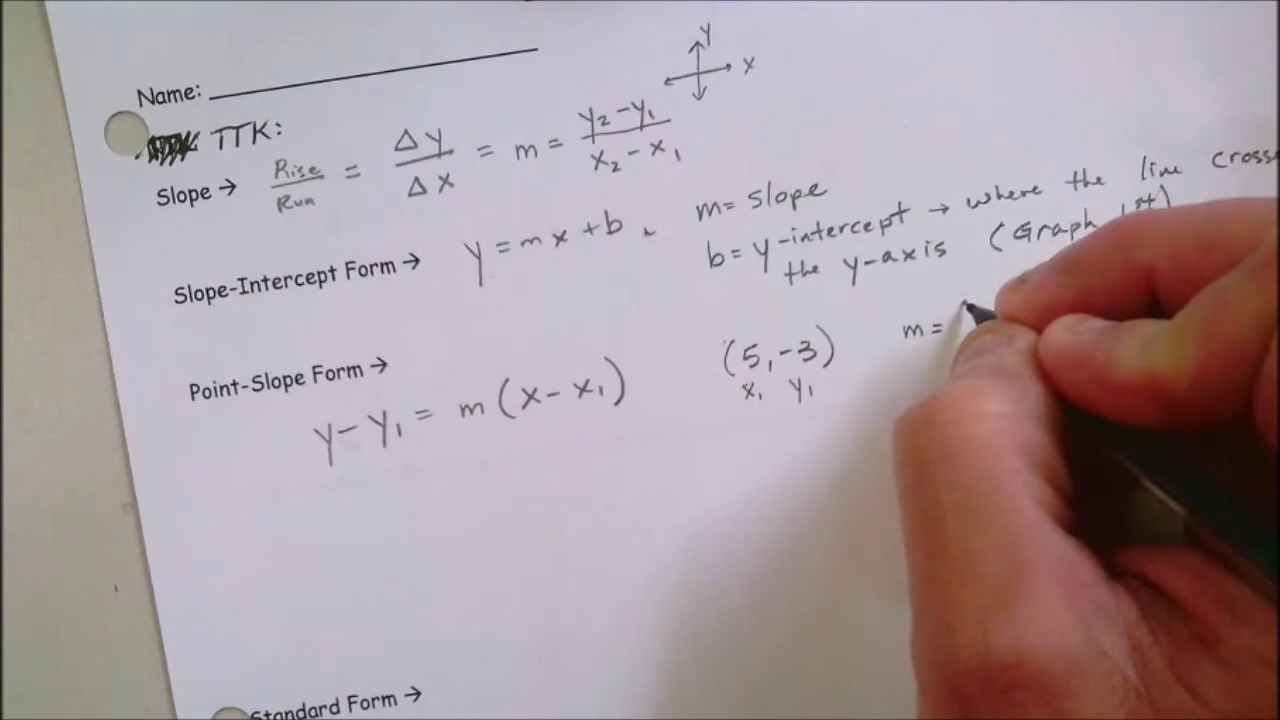 Name:
TTK:
Slope → Rise/Run = Δy/Δx = m = (y₂-y₁)/(x₂-x₁)
y
x
Slope-Intercept Form → y = mx+b, m= slope
b= y-intercept → where the line cross
the y-axis (Graph 1st)
Point-Slope Form →
y-y₁ = m(x-x₁)
(5,-3)
x₁ y₁
m =
Standard Form →